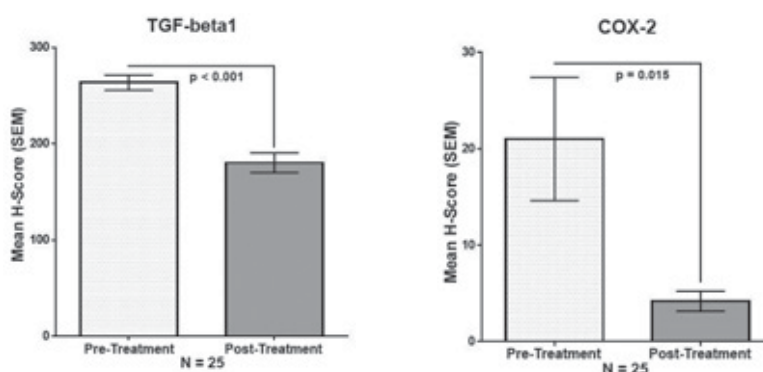 TGF-beta1
Mean H-Score (SEM)
300
200
100
0
p < 0.001
Pre-Treatment Post-Treatment
N = 25
COX-2
Mean H-Score (SEM)
30
20
10
0
p = 0.015
Pre-Treatment Post-Treatment
N = 25